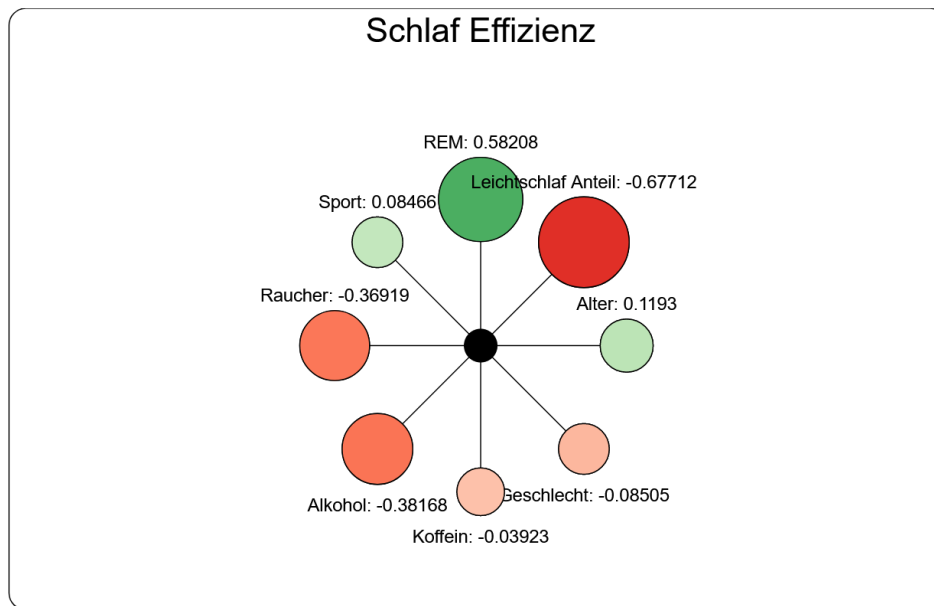 Schlaf Effizienz
REM: 0.58208
Leichtschlaf Anteil: -0.67712
Sport: 0.08466
Raucher: -0.36919
Alter: 0.1193
Alkohol: -0.38168
Geschlecht: -0.08505
Koffein: -0.03923